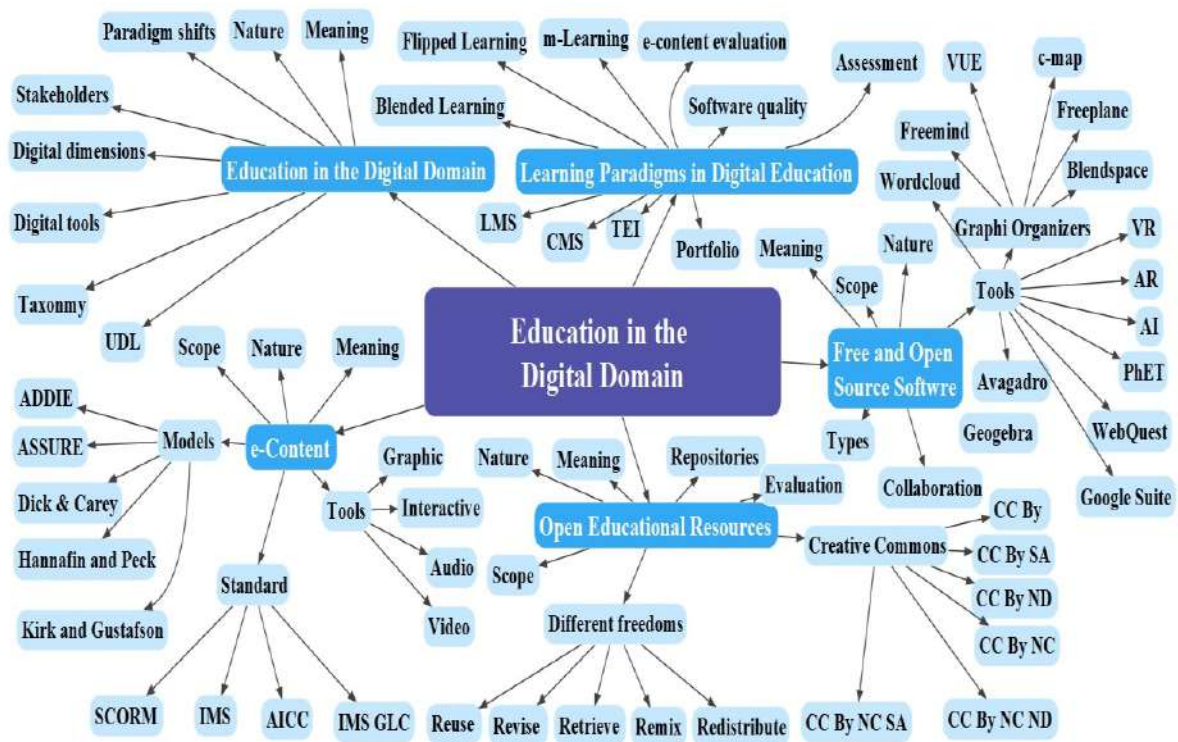 Paradigm shifts
Nature
Meaning
Stakeholders
Digital dimensions
Digital tools
Taxonmy
UDL
Education in the Digital Domain
Flipped Learning
m-Learning
e-content evaluation
Assessment
Blended Learning
Software quality
Learning Paradigms in Digital Education
LMS
CMS
TEI
Portfolio
VUE
c-map
Freemind
Freeplane
Wordcloud
Blendspace
Graphi Organizers
Meaning
Nature
Scope
Tools
VR
AR
AI
PhET
WebQuest
Google Suite
Avagadro
Geogebra
Free and Open
Source Softwre
Types
Collaboration
Education in the
Digital Domain
Scope
Nature
Meaning
ADDIE
ASSURE
Dick & Carey
Hannafin and Peck
Kirk and Gustafson
Models
e-Content
Tools
Graphic
Interactive
Audio
Video
Standard
SCORM
IMS
AICC
IMS GLC
Nature
Meaning
Repositories
Evaluation
Open Educational Resources
Scope
Different freedoms
Reuse
Revise
Retrieve
Remix
Redistribute
Creative Commons
CC By
CC By SA
CC By ND
CC By NC
CC By NC SA
CC By NC ND